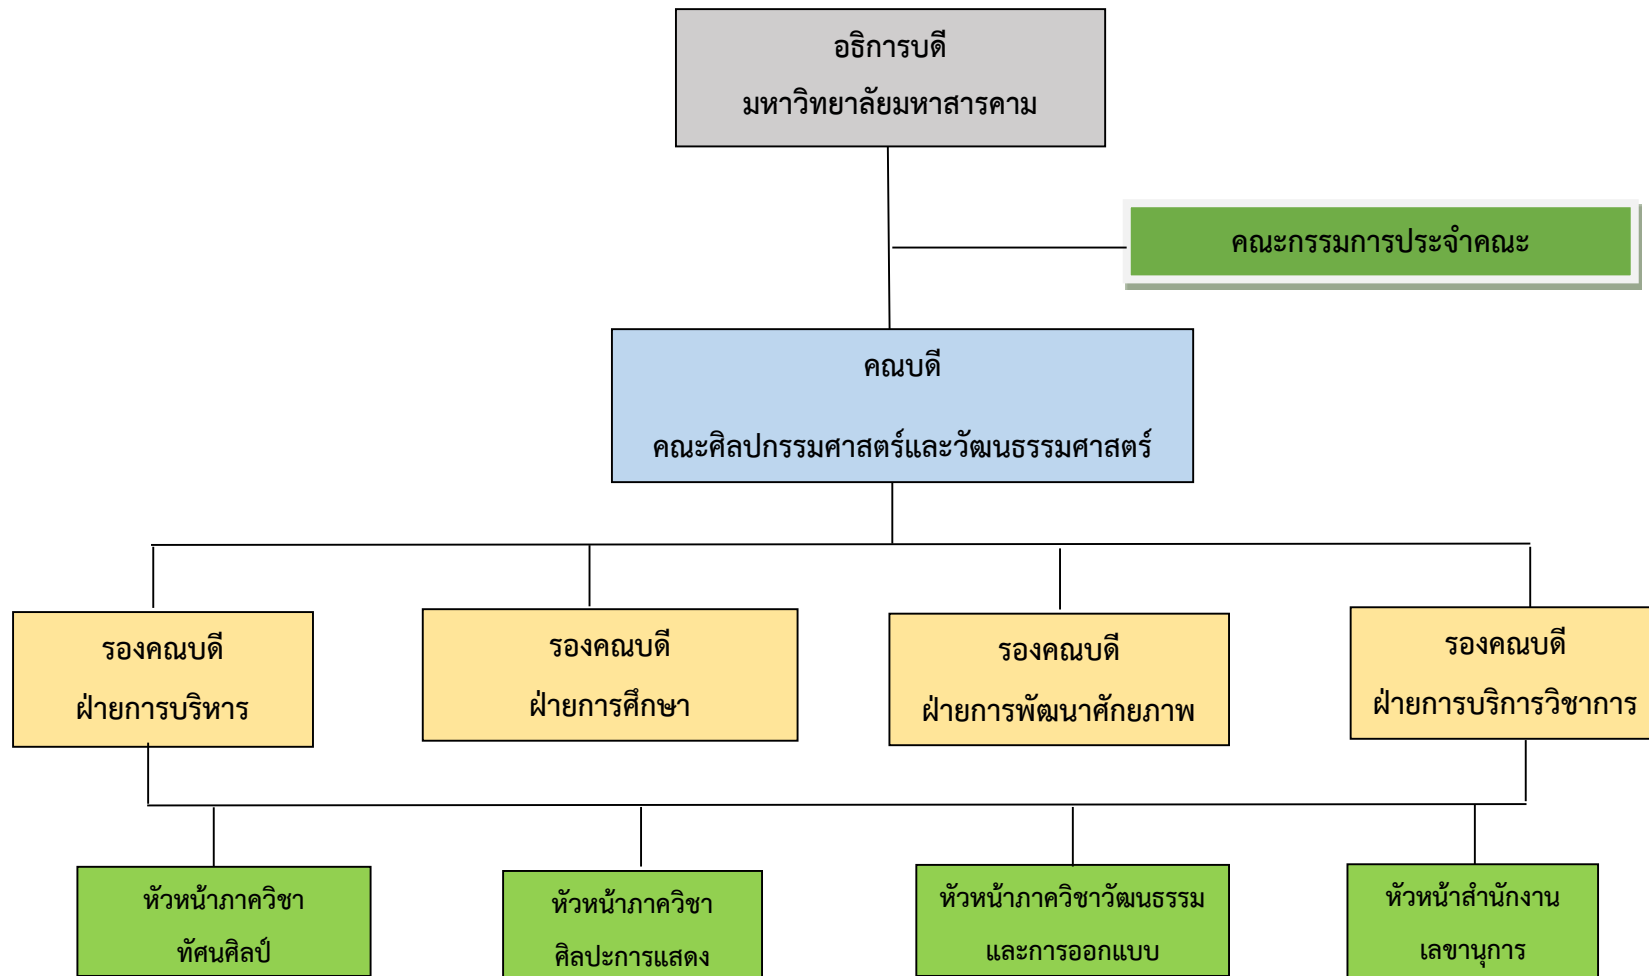 อธิการบดี
มหาวิทยาลัยมหาสารคาม
คณะกรรมการประจำคณะ
คณบดี
คณะศิลปกรรมศาสตร์และวัฒนธรรมศาสตร์
รองคณบดี
ฝ่ายการบริหาร
รองคณบดี
ฝ่ายการศึกษา
รองคณบดี
ฝ่ายการพัฒนาศักยภาพ
รองคณบดี
ฝ่ายการบริการวิชาการ
หัวหน้าภาควิชา
ทัศนศิลป์
หัวหน้าภาควิชา
ศิลปะการแสดง
หัวหน้าภาควิชาวัฒนธรรม
และการออกแบบ
หัวหน้าสำนักงาน
เลขานุการ